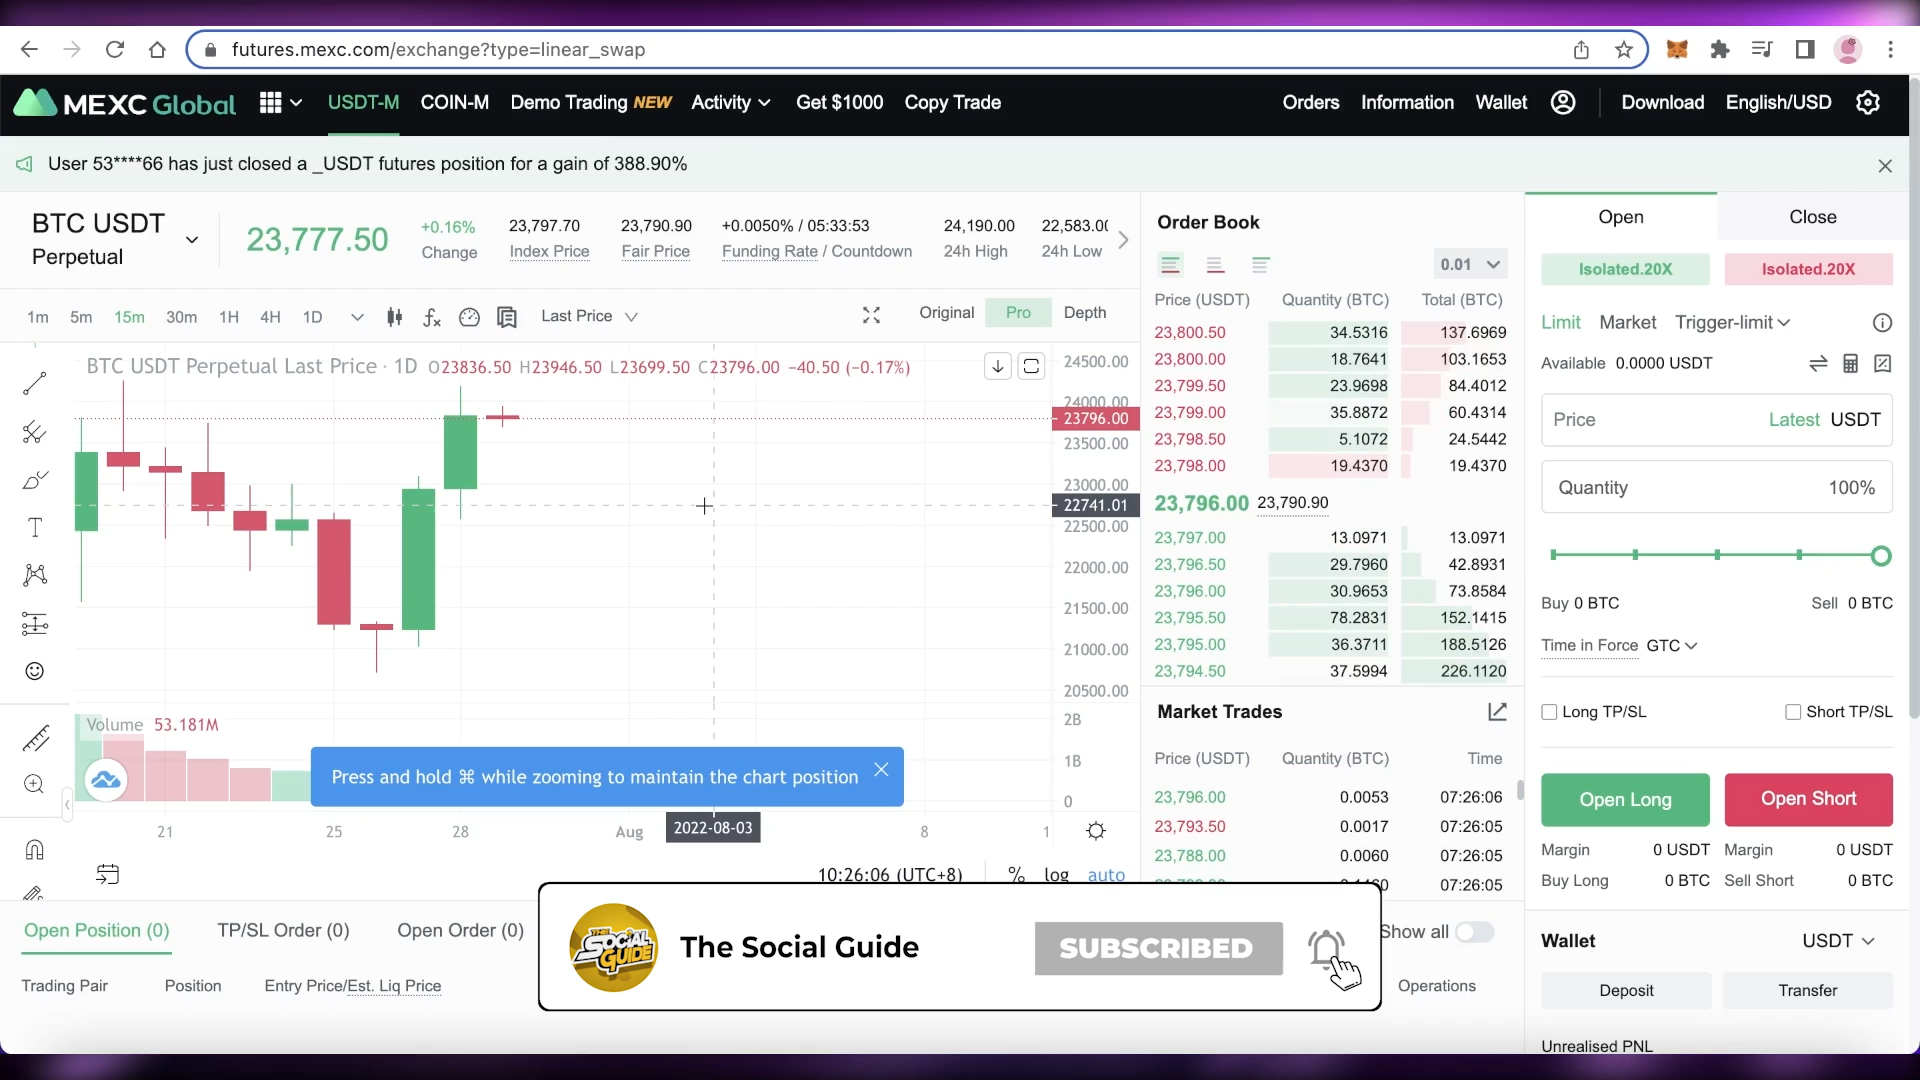 futures.mexc.com/exchange?type=linear_swap
MEXC Global USDT-M COIN-M Demo Trading NEW Activity Get $1000 Copy Trade Orders Information Wallet Download English/USD
User 53****66 has just closed a _USDT futures position for a gain of 388.90%
BTC USDT
Perpetual
23,777.50
+0.16%
Change
23,797.70
Index Price
23,790.90
Fair Price
+0.0050% / 05:33:53
Funding Rate / Countdown
24,190.00
24h High
22,583.0
24h Low
1m 5m 15m 30m 1H 4H 1D Last Price Original Pro Depth
BTC USDT Perpetual Last Price · 1D O23836.50 H23946.50 L23699.50 C23796.00 −40.50 (−0.17%)
24500.00
24000.00
23796.00
23500.00
23000.00
22741.01
22500.00
22000.00
21500.00
21000.00
20500.00
Volume 53.181M
2B
1B
0
Press and hold ⌘ while zooming to maintain the chart position
21 25 28 Aug 2022-08-03 8 1
10:26:06 (UTC+8) % log auto
Order Book
0.01
Price (USDT) Quantity (BTC) Total (BTC)
23,800.50 34.5316 137.6969
23,800.00 18.7641 103.1653
23,799.50 23.9698 84.4012
23,799.00 35.8872 60.4314
23,798.50 5.1072 24.5442
23,798.00 19.4370 19.4370
23,796.00 23,790.90
23,797.00 13.0971 13.0971
23,796.50 29.7960 42.8931
23,796.00 30.9653 73.8584
23,795.50 78.2831 152.1415
23,795.00 36.3711 188.5126
23,794.50 37.5994 226.1120
Market Trades
Price (USDT) Quantity (BTC) Time
23,796.00 0.0053 07:26:06
23,793.50 0.0017 07:26:05
23,788.00 0.0060 07:26:05
07:26:05
Open Close
Isolated.20X Isolated.20X
Limit Market Trigger-limit
Available 0.0000 USDT
Price Latest USDT
Quantity 100%
Buy 0 BTC Sell 0 BTC
Time in Force GTC
Long TP/SL Short TP/SL
Open Long Open Short
Margin 0 USDT Margin 0 USDT
Buy Long 0 BTC Sell Short 0 BTC
Wallet USDT
Deposit Transfer
Unrealised PNL
Open Position (0) TP/SL Order (0) Open Order (0) Show all
Trading Pair Position Entry Price/Est. Liq Price Operations
THE SOCIAL GUIDE
The Social Guide SUBSCRIBED